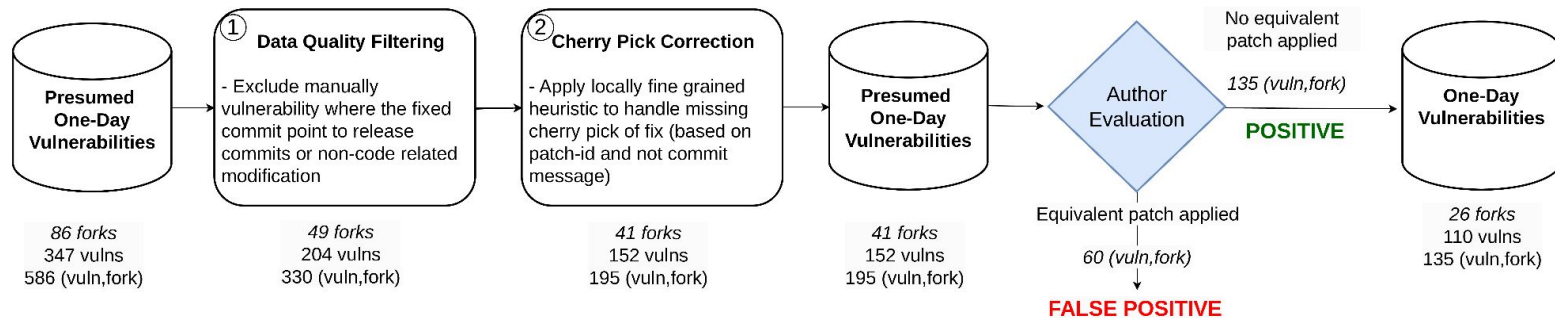 Presumed
One-Day
Vulnerabilities
86 forks
347 vulns
586 (vuln,fork)
1
Data Quality Filtering
- Exclude manually
vulnerability where the fixed
commit point to release
commits or non-code related
modification
49 forks
204 vulns
330 (vuln,fork)
2
Cherry Pick Correction
- Apply locally fine grained
heuristic to handle missing
cherry pick of fix (based on
patch-id and not commit
message)
41 forks
152 vulns
195 (vuln,fork)
Presumed
One-Day
Vulnerabilities
41 forks
152 vulns
195 (vuln,fork)
Author
Evaluation
No equivalent
patch applied
135 (vuln,fork)
POSITIVE
Equivalent patch applied
60 (vuln,fork)
FALSE POSITIVE
One-Day
Vulnerabilities
26 forks
110 vulns
135 (vuln,fork)